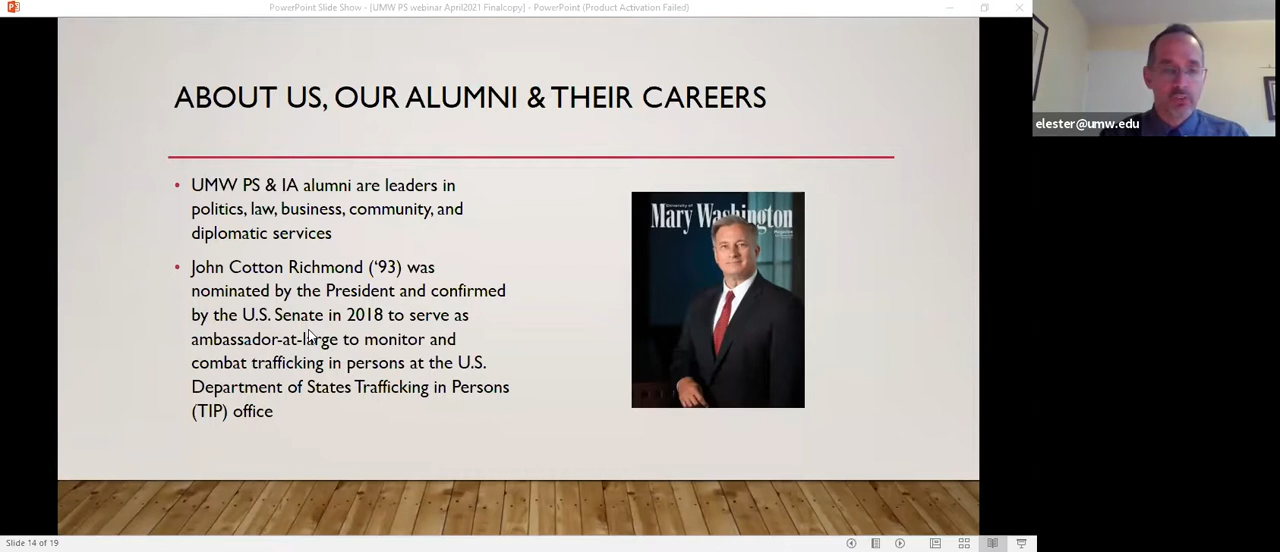 PowerPoint Slide Show - [UMW PS webinar April2021 Finalcopy] - PowerPoint (Product Activation Failed)
elester@umw.edu
ABOUT US, OUR ALUMNI & THEIR CAREERS
• UMW PS & IA alumni are leaders in
politics, law, business, community, and
diplomatic services
• John Cotton Richmond (‘93) was
nominated by the President and confirmed
by the U.S. Senate in 2018 to serve as
ambassador-at-large to monitor and
combat trafficking in persons at the U.S.
Department of States Trafficking in Persons
(TIP) office
University of
Mary Washington
Slide 14 of 19